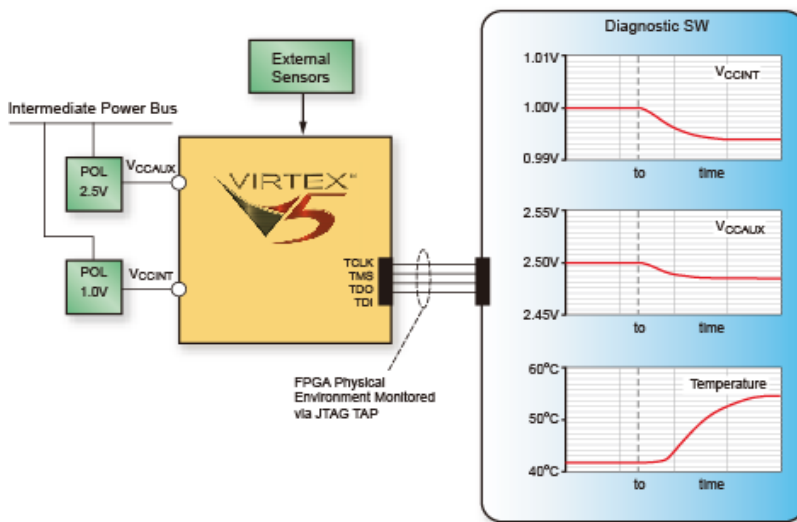 Diagnostic SW
External
Sensors
Intermediate Power Bus
POL
2.5V
VCCAUX
POL
1.0V
VCCINT
VIRTEX
5
TCLK
TMS
TDO
TDI
FPGA Physical
Environment Monitored
via JTAG TAP
1.01V
VCCINT
1.00V
0.99V
to time
2.55V
VCCAUX
2.50V
2.45V
to time
60°C
Temperature
50°C
40°C
to time